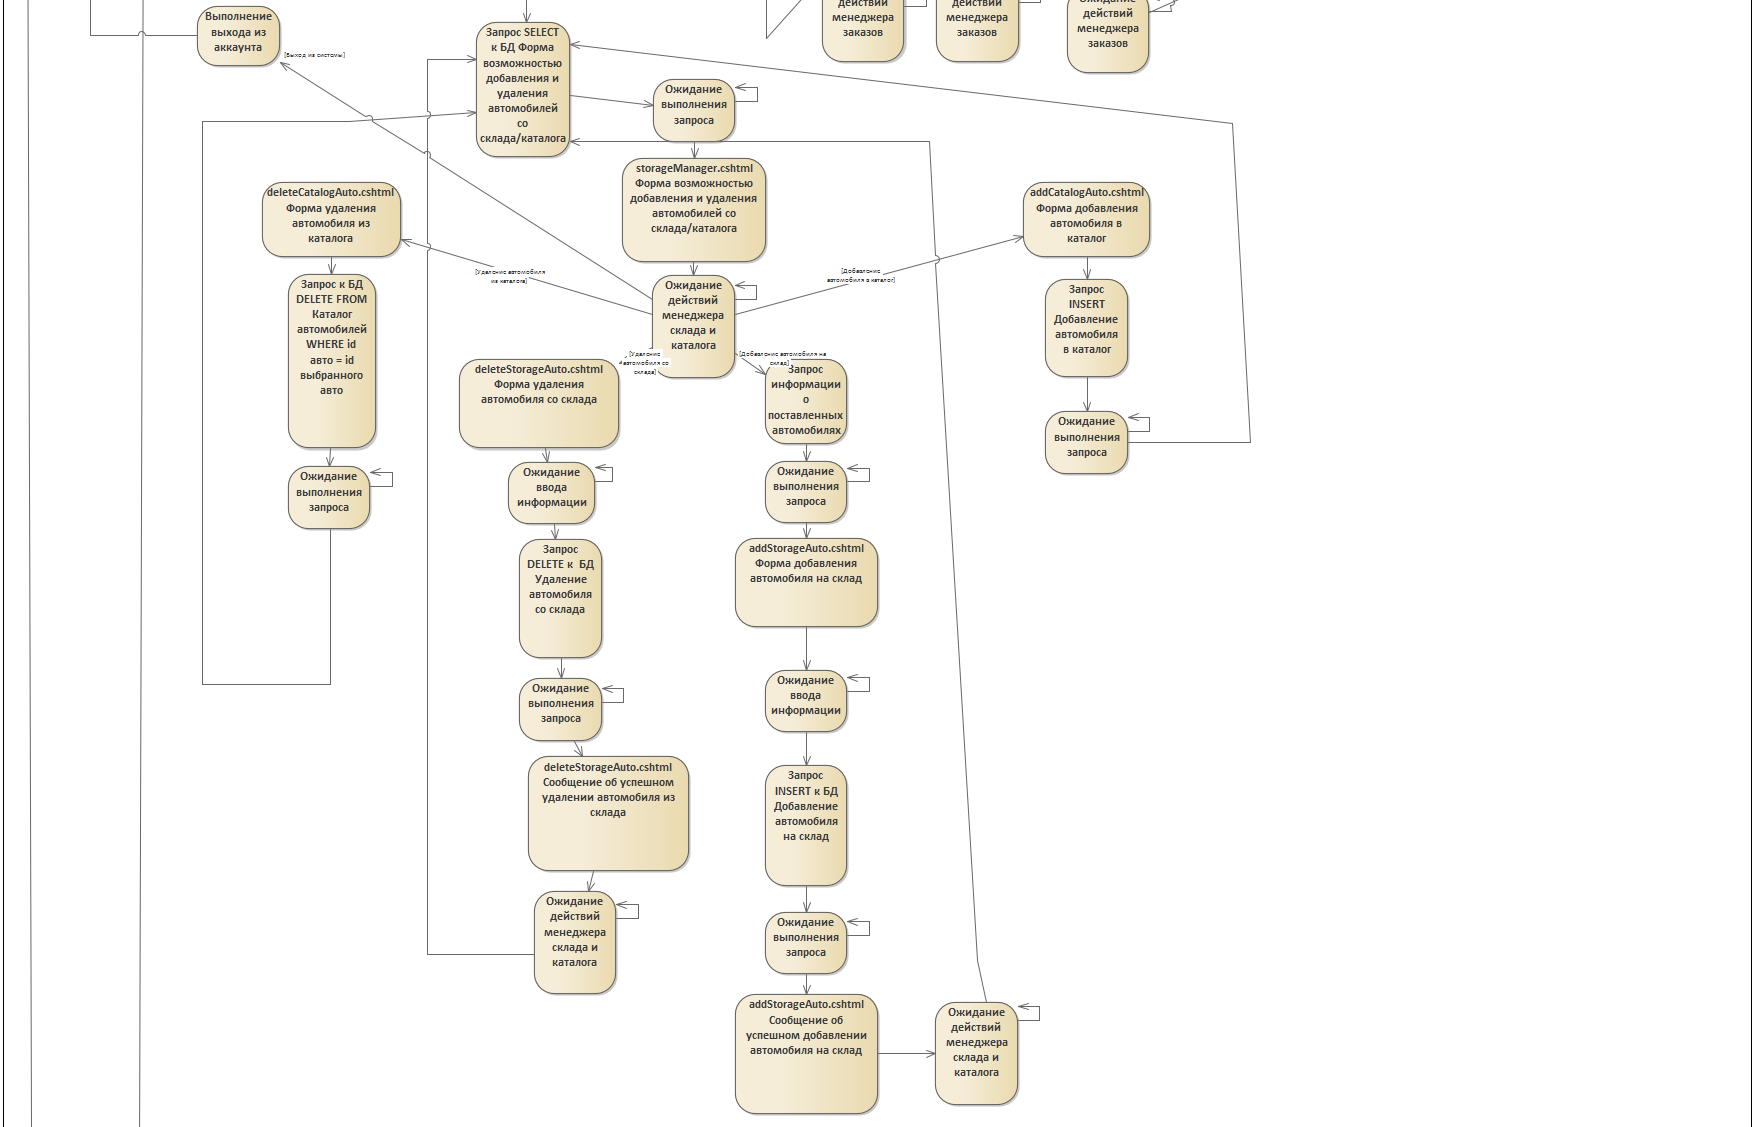 Выполнение
выхода из
аккаунта
[Выход из системы]
Запрос SELECT
к БД Форма
возможностью
добавления и
удаления
автомобилей
со
склада/каталога
действий
менеджера
заказов
действий
менеджера
заказов
Ожидание
действий
менеджера
заказов
Ожидание
выполнения
запроса
storageManager.cshtml
Форма возможностью
добавления и удаления
автомобилей со
склада/каталога
deleteCatalogAuto.cshtml
Форма удаления
автомобиля из
каталога
addCatalogAuto.cshtml
Форма добавления
автомобиля в
каталог
[Удаление автомобиля
из каталога]
[Добавление
автомобиля в каталог]
Запрос к БД
DELETE FROM
Каталог
автомобилей
WHERE id
авто = id
выбранного
авто
Ожидание
действий
менеджера
склада и
каталога
Запрос
INSERT
Добавление
автомобиля
в каталог
[Удаление
автомобиля со
склада]
[Добавление автомобиля на
склад]
deleteStorageAuto.cshtml
Форма удаления
автомобиля со склада
Запрос
информации
о
поставленных
автомобилях
Ожидание
выполнения
запроса
Ожидание
выполнения
запроса
Ожидание
ввода
информации
Ожидание
выполнения
запроса
Запрос
DELETE к  БД
Удаление
автомобиля
со склада
addStorageAuto.cshtml
Форма добавления
автомобиля на склад
Ожидание
выполнения
запроса
Ожидание
ввода
информации
deleteStorageAuto.cshtml
Сообщение об успешном
удалении автомобиля из
склада
Запрос
INSERT к БД
Добавление
автомобиля
на склад
Ожидание
действий
менеджера
склада и
каталога
Ожидание
выполнения
запроса
addStorageAuto.cshtml
Сообщение об
успешном добавлении
автомобиля на склад
Ожидание
действий
менеджера
склада и
каталога